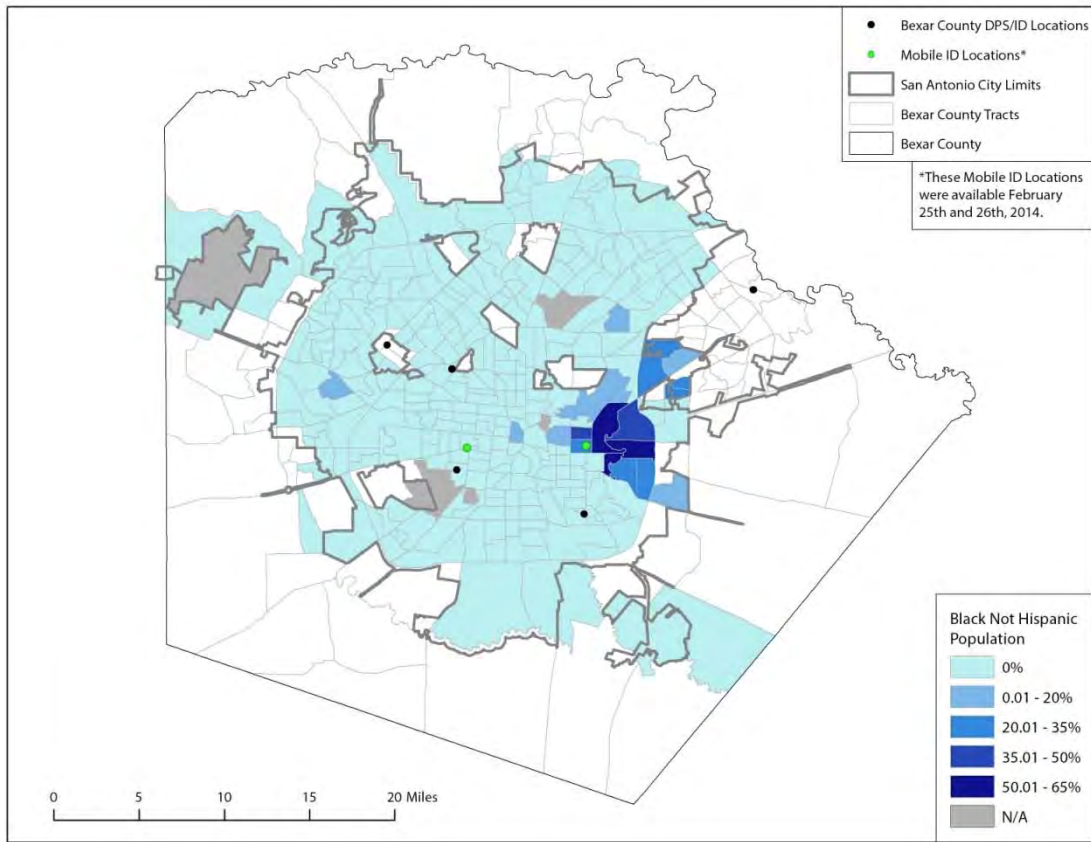 Bexar County DPS/ID Locations
Mobile ID Locations*
San Antonio City Limits
Bexar County Tracts
Bexar County
*These Mobile ID Locations
were available February
25th and 26th, 2014.
Black Not Hispanic
Population
0%
0.01 - 20%
20.01 - 35%
35.01 - 50%
50.01 - 65%
N/A
0 5 10 15 20 Miles